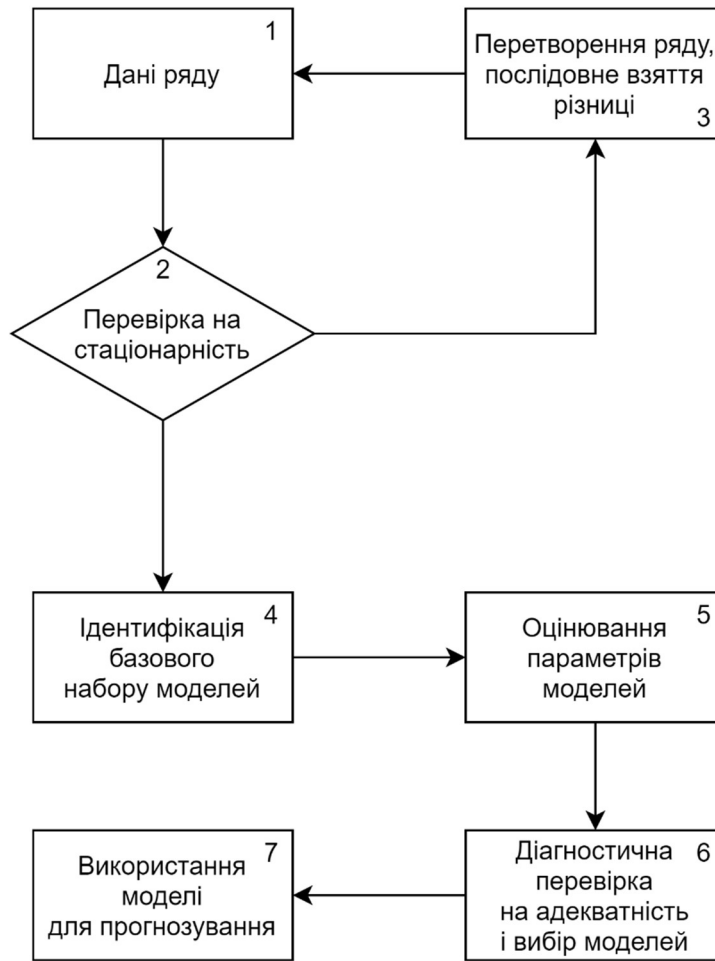 1
Дані ряду
Перетворення ряду,
послідовне взяття
різниці
3
2
Перевірка на
стаціонарність
4
Ідентифікація
базового
набору моделей
5
Оцінювання
параметрів
моделей
7
Використання
моделі
для прогнозування
6
Діагностична
перевірка
на адекватність
і вибір моделей